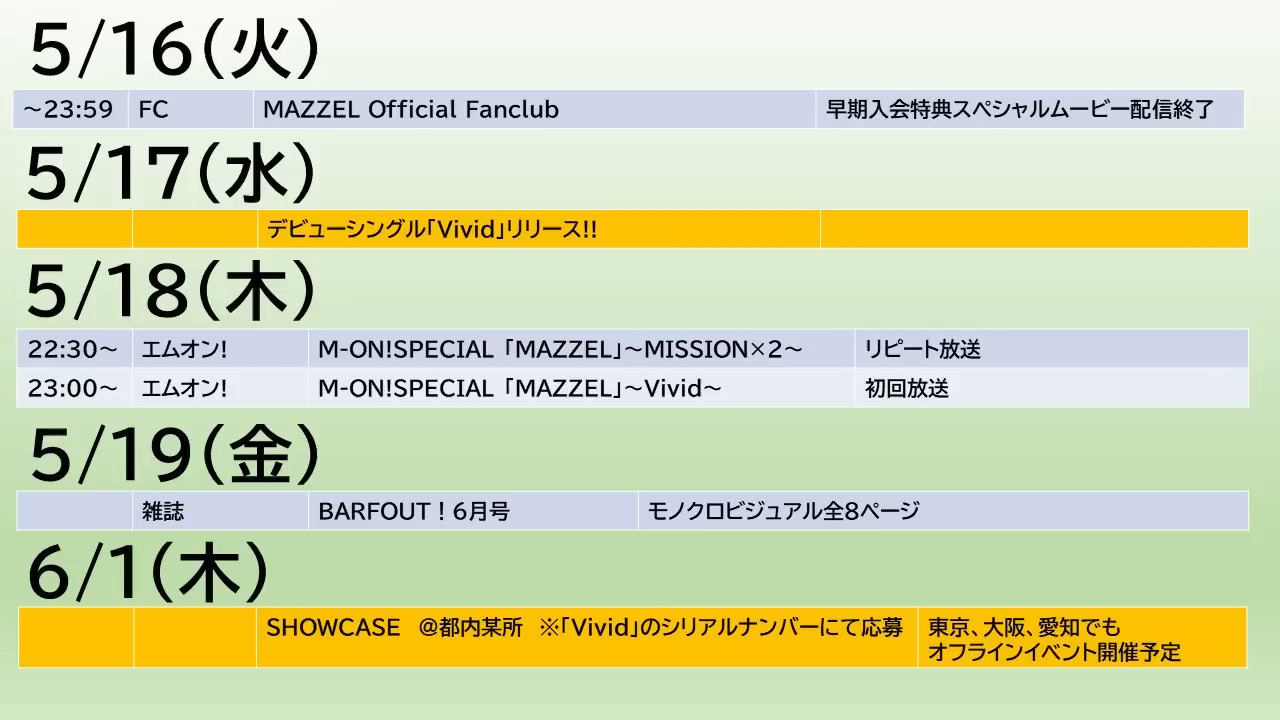 5/16(火)
～23:59 FC MAZZEL Official Fanclub 早期入会特典スペシャルムービー配信終了
5/17(水)
デビューシングル「Vivid」リリース!!
5/18(木)
22:30～ エムオン! M-ON!SPECIAL 「MAZZEL」～MISSION×2～ リピート放送
23:00～ エムオン! M-ON!SPECIAL 「MAZZEL」～Vivid～ 初回放送
5/19(金)
雑誌 BARFOUT！6月号 モノクロビジュアル全8ページ
6/1(木)
SHOWCASE　@都内某所　※「Vivid」のシリアルナンバーにて応募 東京、大阪、愛知でも
オフラインイベント開催予定